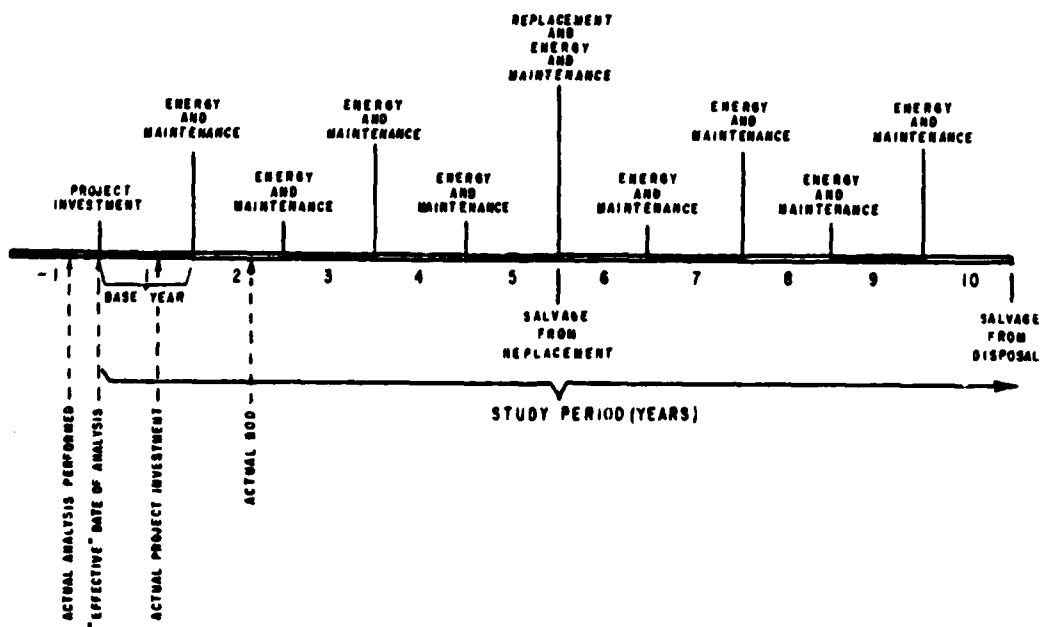 REPLACEMENT
AND
ENERGY
AND
MAINTENANCE
ENERGY
AND
MAINTENANCE
ENERGY
AND
MAINTENANCE
ENERGY
AND
MAINTENANCE
ENERGY
AND
MAINTENANCE
PROJECT
INVESTMENT
ENERGY
AND
MAINTENANCE
ENERGY
AND
MAINTENANCE
ENERGY
AND
MAINTENANCE
ENERGY
AND
MAINTENANCE
-1 1 2 3 4 5 6 7 8 9 10
BASE YEAR
SALVAGE
FROM
REPLACEMENT
SALVAGE
FROM
DISPOSAL
STUDY PERIOD (YEARS)
ACTUAL ANALYSIS PERFORMED
"EFFECTIVE" DATE OF ANALYSIS
ACTUAL PROJECT INVESTMENT
ACTUAL BOD